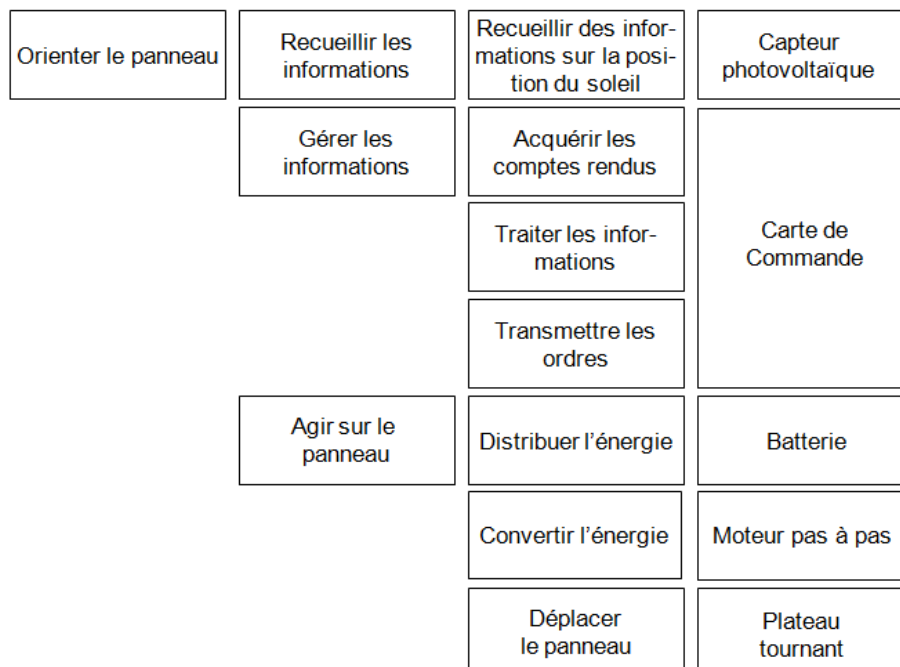 Orienter le panneau
Recueillir les
informations
Recueillir des infor-
mations sur la posi-
tion du soleil
Capteur
photovoltaïque
Gérer les
informations
Acquérir les
comptes rendus
Carte de
Commande
Traiter les infor-
mations
Transmettre les
ordres
Agir sur le
panneau
Distribuer l’énergie
Batterie
Convertir l’énergie
Moteur pas à pas
Déplacer
le panneau
Plateau
tournant